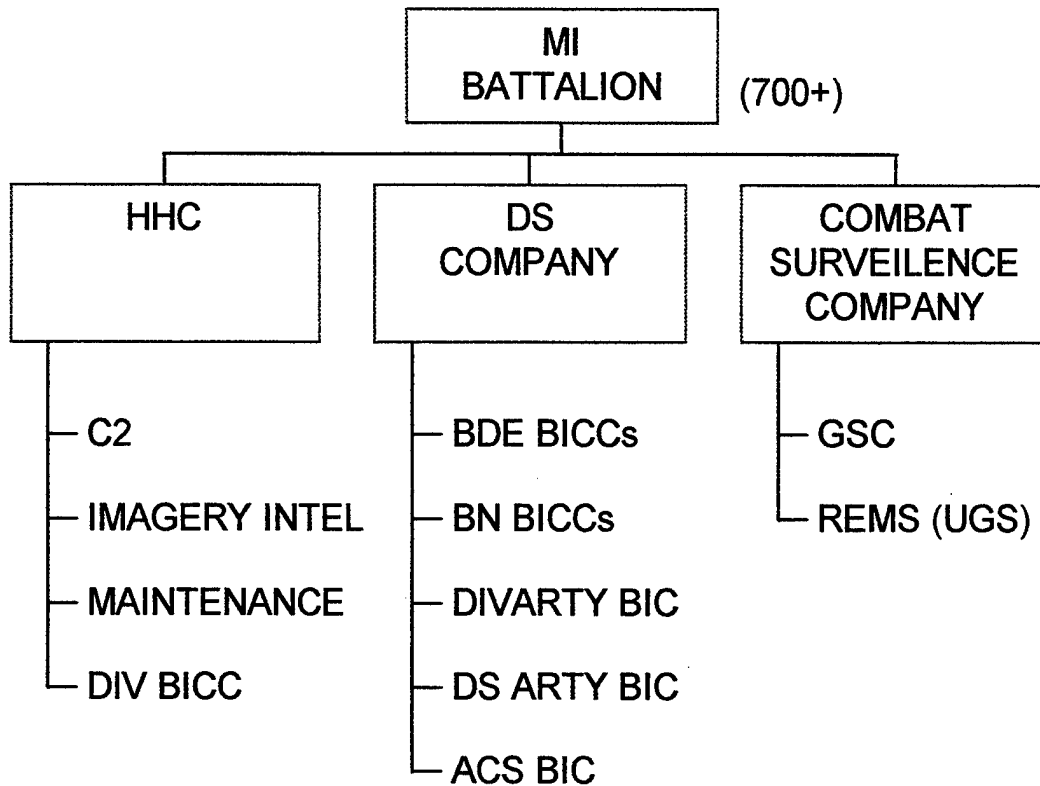 MI
BATTALION
(700+)
HHC
DS
COMPANY
COMBAT
SURVEILENCE
COMPANY
C2
IMAGERY INTEL
MAINTENANCE
DIV BICC
BDE BICCs
BN BICCs
DIVARTY BIC
DS ARTY BIC
ACS BIC
GSC
REMS (UGS)